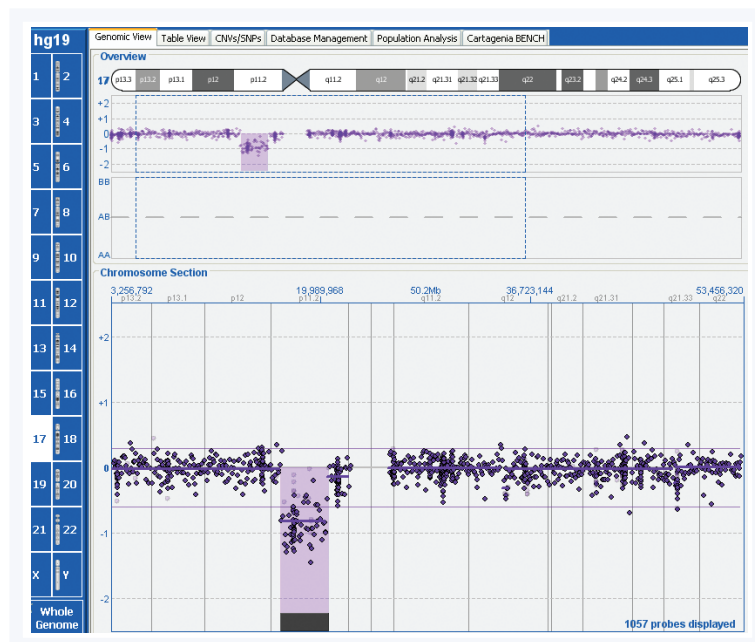 hg19
Genomic View Table View CNVs/SNPs Database Management Population Analysis Cartagenia BENCH
Overview
17 p13.3 p13.2 p13.1 p12 p11.2 q11.2 q12 q21.2 q21.31 q21.32 q21.33 q22 q23.2 q24.2 q24.3 q25.1 q25.3
+2
+1
0
-1
-2
BB
AB
AA
Chromosome Section
3,256,792 19,989,968 50.2Mb 36,723,144 53,456,320
p13.2 p13.1 p12 p11.2 q11.2 q12 q21.2 q21.31 q21.33 q22
+2
+1
0
-1
-2
1057 probes displayed
1 2
3 4
5 6
7 8
9 10
11 12
13 14
15 16
17 18
19 20
21 22
X Y
Whole
Genome